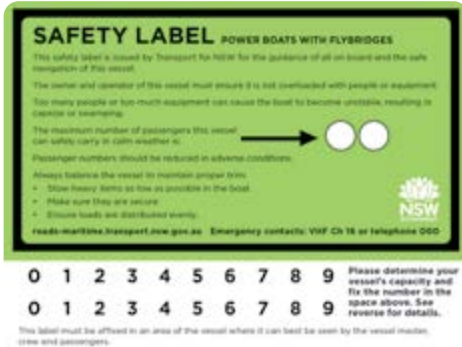 SAFETY LABEL POWER BOATS WITH FLYBRIDGES
This safety label is issued by Transport for NSW for the guidance of all on board and the safe
navigation of this vessel.
The owner and operator of this vessel must ensure it is not overloaded with people or equipment.
Too many people or too much equipment can cause the boat to become unstable, resulting in
capsize or swamping.
The maximum number of passengers this vessel
can safely carry in calm weather is:
Passenger numbers should be reduced in adverse conditions.
Always balance the vessel to maintain proper trim:
• Stow heavy items as low as possible in the boat
• Make sure they are secure
• Ensure loads are distributed evenly.
NSW
roads-maritime.transport.nsw.gov.au Emergency contacts: VHF Ch 16 or telephone 000
0 1 2 3 4 5 6 7 8 9
0 1 2 3 4 5 6 7 8 9
Please determine your
vessel's capacity and
fix the number in the
space above. See
reverse for details.
This label must be affixed in an area of the vessel where it can best be seen by the vessel master,
crew and passengers.